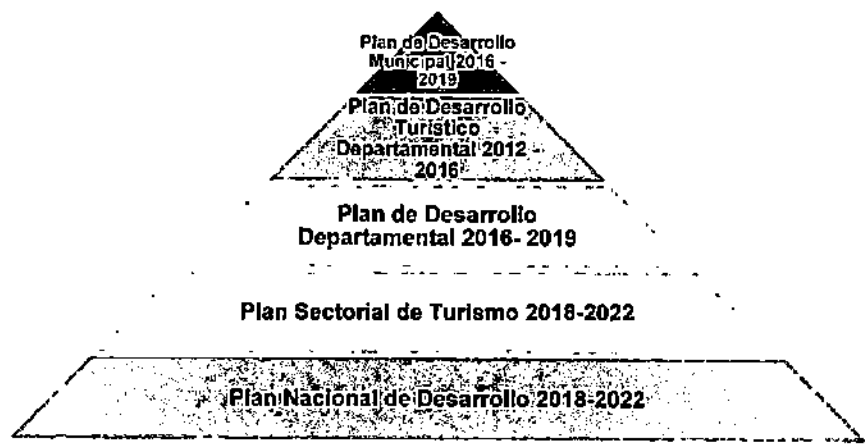 Plan de Desarrollo
Municipal 2016 -
2019
Plan de Desarrollo
Turístico
Departamental 2012 -
2016
Plan de Desarrollo
Departamental 2016- 2019
Plan Sectorial de Turismo 2018-2022
Plan Nacional de Desarrollo 2018-2022